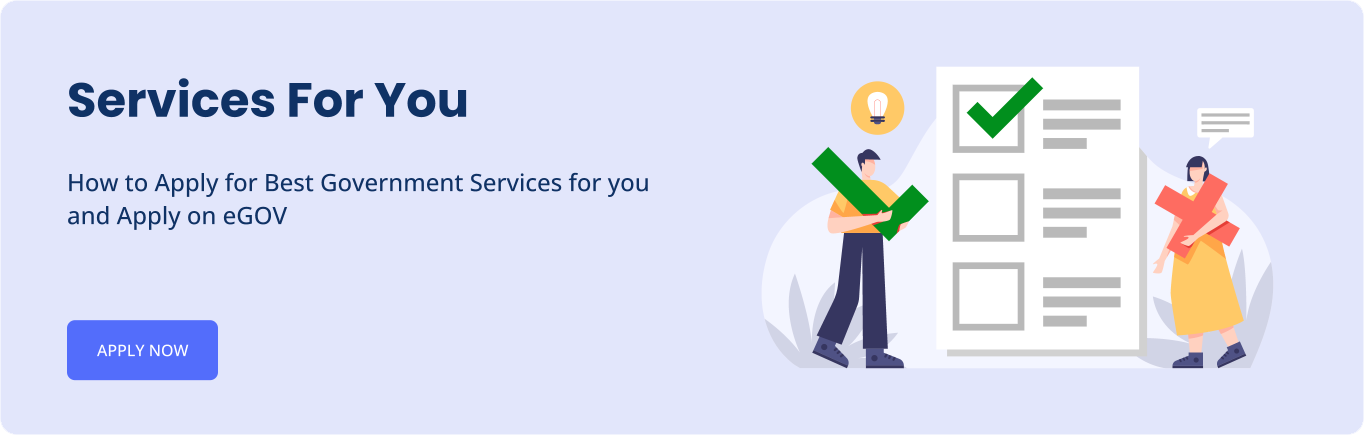 Services For You
How to Apply for Best Government Services for you
and Apply on eGOV
APPLY NOW